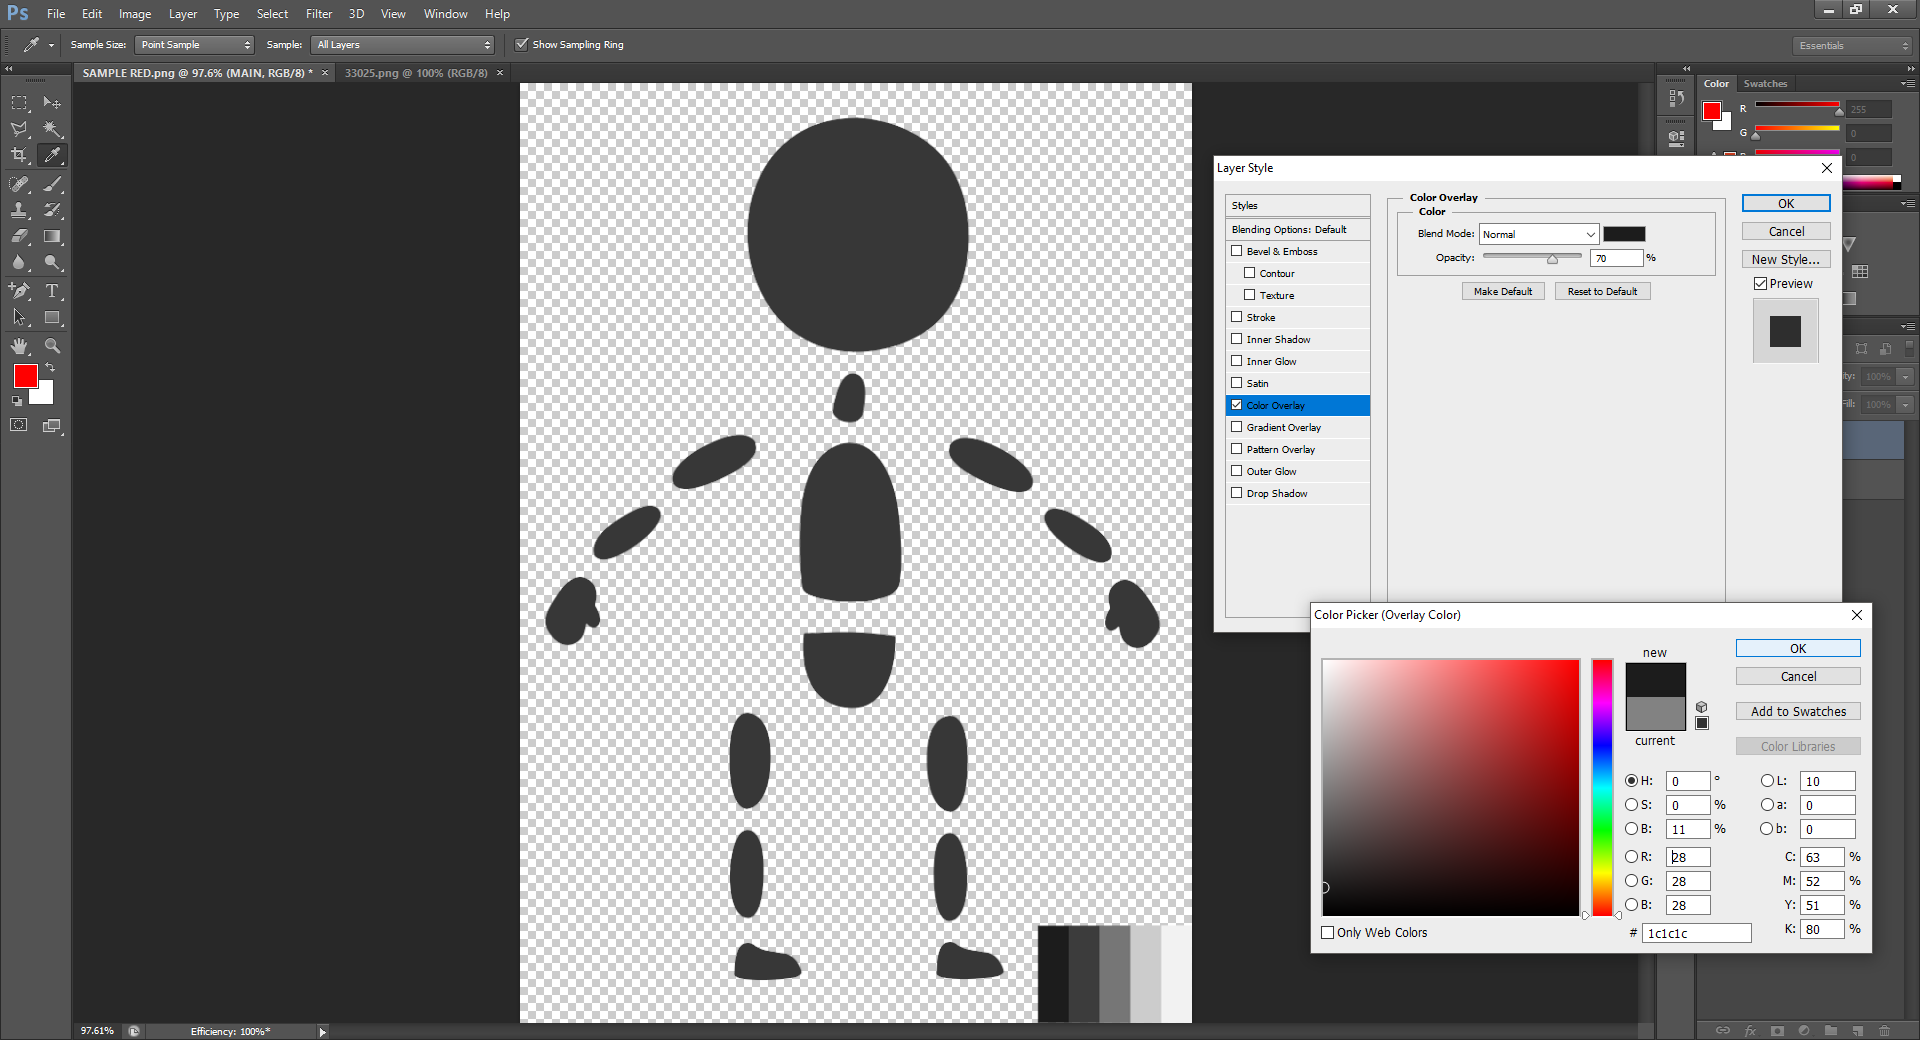 Ps File Edit Image Layer Type Select Filter 3D View Window Help
Sample Size: Point Sample Sample: All Layers Show Sampling Ring Essentials
SAMPLE RED.png @ 97.6% (MAIN, RGB/8) * × 33025.png @ 100% (RGB/8) ×
Color Swatches
R 255
G 0
0
Layer Style
Styles
Blending Options: Default
Bevel & Emboss
Contour
Texture
Stroke
Inner Shadow
Inner Glow
Satin
Color Overlay
Gradient Overlay
Pattern Overlay
Outer Glow
Drop Shadow
Color Overlay
Color
Blend Mode: Normal
Opacity: 70 %
Make Default Reset to Default
OK
Cancel
New Style...
Preview
ity: 100%
Fill: 100%
T
Color Picker (Overlay Color)
new
current
OK
Cancel
Add to Swatches
Color Libraries
H: 0 °
S: 0 %
B: 11 %
R: 28
G: 28
B: 28
L: 10
a: 0
b: 0
C: 63 %
M: 52 %
Y: 51 %
K: 80 %
Only Web Colors
# 1c1c1c
97.61% Efficiency: 100%*
fx